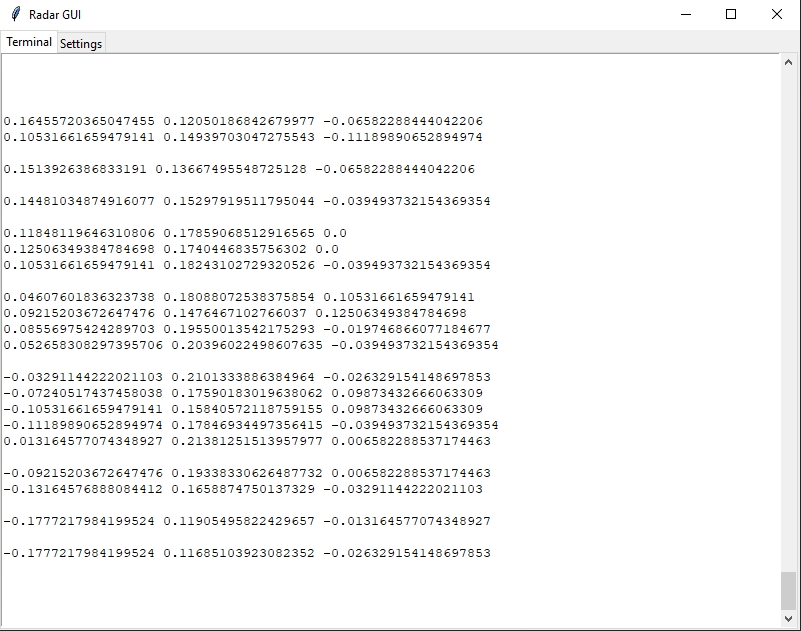 Radar GUI
Terminal Settings
0.16455720365047455 0.12050186842679977 -0.06582288444042206
0.10531661659479141 0.14939703047275543 -0.11189890652894974
0.1513926386833191 0.13667495548725128 -0.06582288444042206
0.14481034874916077 0.15297919511795044 -0.039493732154369354
0.11848119646310806 0.17859068512916565 0.0
0.12506349384784698 0.1740446835756302 0.0
0.10531661659479141 0.18243102729320526 -0.039493732154369354
0.04607601836323738 0.18088072538375854 0.10531661659479141
0.09215203672647476 0.1476467102766037 0.12506349384784698
0.08556975424289703 0.19550013542175293 -0.019746866077184677
0.052658308297395706 0.20396022498607635 -0.039493732154369354
-0.03291144222021103 0.2101333886384964 -0.026329154148697853
-0.07240517437458038 0.17590183019638062 0.09873432666063309
-0.10531661659479141 0.15840572118759155 0.09873432666063309
-0.11189890652894974 0.17846934497356415 -0.039493732154369354
0.013164577074348927 0.21381251513957977 0.006582288537174463
-0.09215203672647476 0.19338330626487732 0.006582288537174463
-0.13164576888084412 0.1658874750137329 -0.03291144222021103
-0.1777217984199524 0.11905495822429657 -0.013164577074348927
-0.1777217984199524 0.11685103923082352 -0.026329154148697853